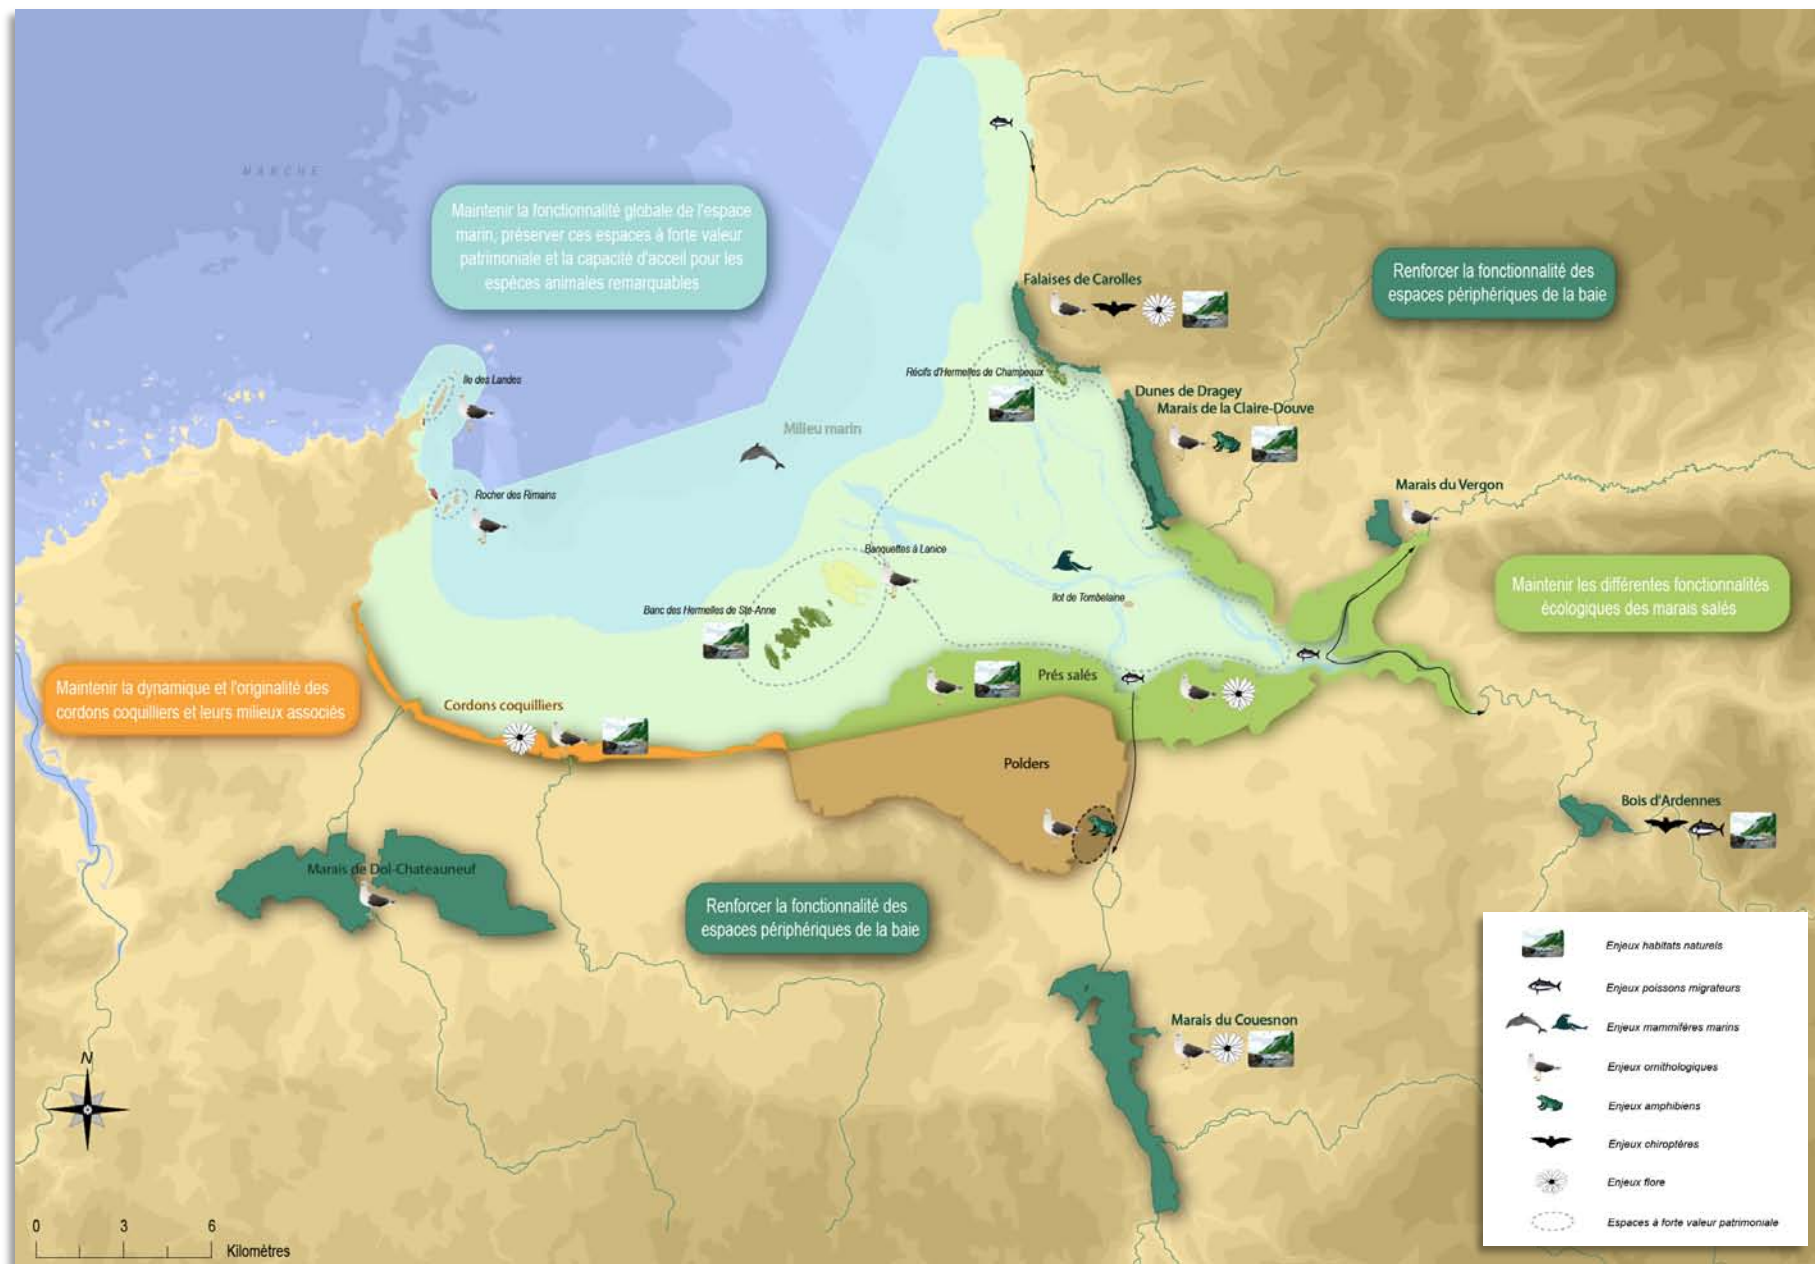 MARCHE
Maintenir la fonctionnalité globale de l'espace
marin, préserver ces espaces à forte valeur
patrimoniale et la capacité d'acceil pour les
espéces animales remarquables
Falaises de Carolles
Renforcer la fonctionnalité des
espaces périphériques de la baie
Ile des Landes
Récifs d'Hermelles de Champeaux
Dunes de Dragey
Marais de la Claire-Douve
Milieu marin
Rocher des Rimains
Marais du Vergon
Banquettes à Lanice
Banc des Hermelles de Ste-Anne
Ilot de Tombelaine
Maintenir les différentes fonctionnalités
écologiques des marais salés
Maintenir la dynamique et l'originalité des
cordons coquilliers et leurs milieux associés
Prés salés
Cordons coquilliers
Polders
Bois d'Ardennes
Marais de Dol-Chateauneuf
Renforcer la fonctionnalité des
espaces périphériques de la baie
Marais du Couesnon
Enjeux habitats naturels
Enjeux poissons migrateurs
Enjeux mammifères marins
Enjeux ornithologiques
Enjeux amphibiens
Enjeux chiroptères
Enjeux flore
Espaces à forte valeur patrimoniale
N
0 3 6
Kilomètres